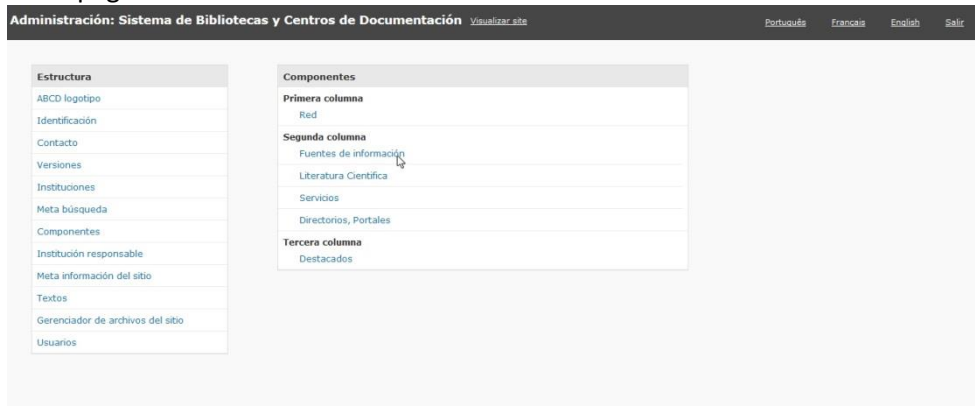 Administración: Sistema de Bibliotecas y Centros de Documentación Visualizar site
Português Francais English Salir
Estructura
ABCD logotipo
Identificación
Contacto
Versiones
Instituciones
Meta búsqueda
Componentes
Institución responsable
Meta información del sitio
Textos
Gerenciador de archivos del sitio
Usuarios
Componentes
Primera columna
Red
Segunda columna
Fuentes de información
Literatura Cientifica
Servicios
Directorios, Portales
Tercera columna
Destacados